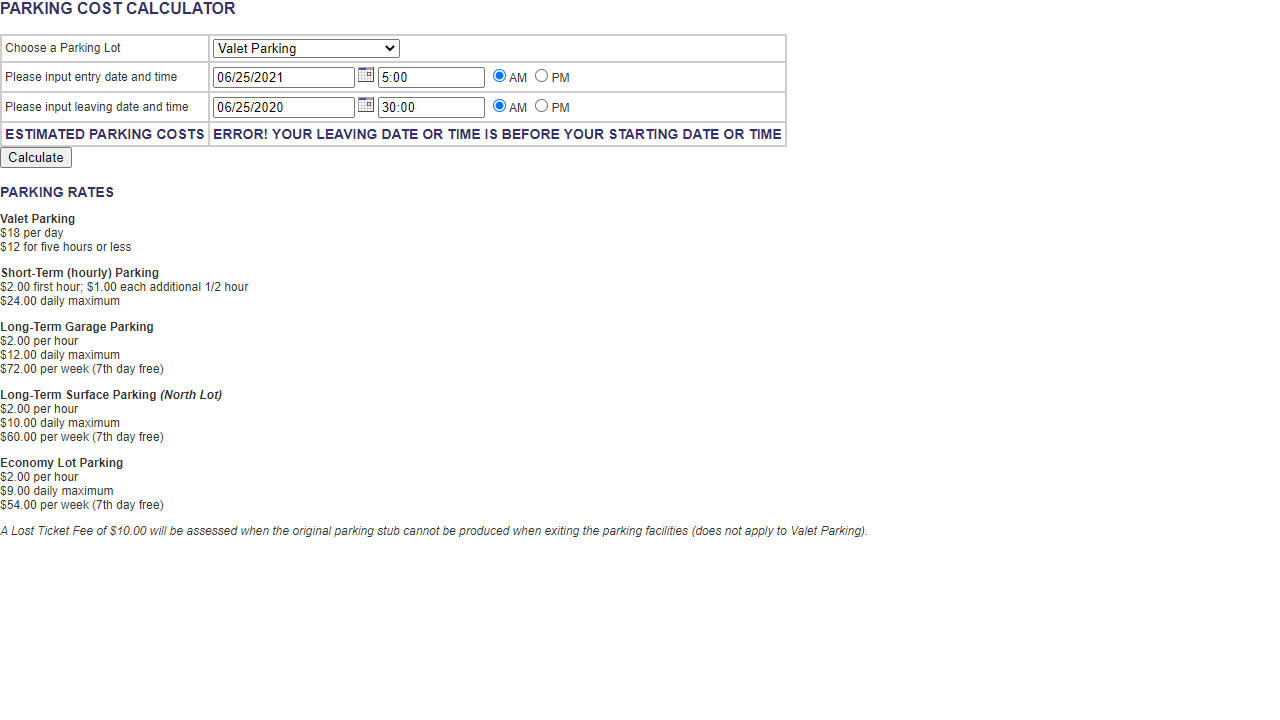 PARKING COST CALCULATOR
Choose a Parking Lot Valet Parking
Please input entry date and time 06/25/2021 5:00 AM PM
Please input leaving date and time 06/25/2020 30:00 AM PM
ESTIMATED PARKING COSTS ERROR! YOUR LEAVING DATE OR TIME IS BEFORE YOUR STARTING DATE OR TIME
Calculate
PARKING RATES
Valet Parking
$18 per day
$12 for five hours or less
Short-Term (hourly) Parking
$2.00 first hour; $1.00 each additional 1/2 hour
$24.00 daily maximum
Long-Term Garage Parking
$2.00 per hour
$12.00 daily maximum
$72.00 per week (7th day free)
Long-Term Surface Parking (North Lot)
$2.00 per hour
$10.00 daily maximum
$60.00 per week (7th day free)
Economy Lot Parking
$2.00 per hour
$9.00 daily maximum
$54.00 per week (7th day free)
A Lost Ticket Fee of $10.00 will be assessed when the original parking stub cannot be produced when exiting the parking facilities (does not apply to Valet Parking).